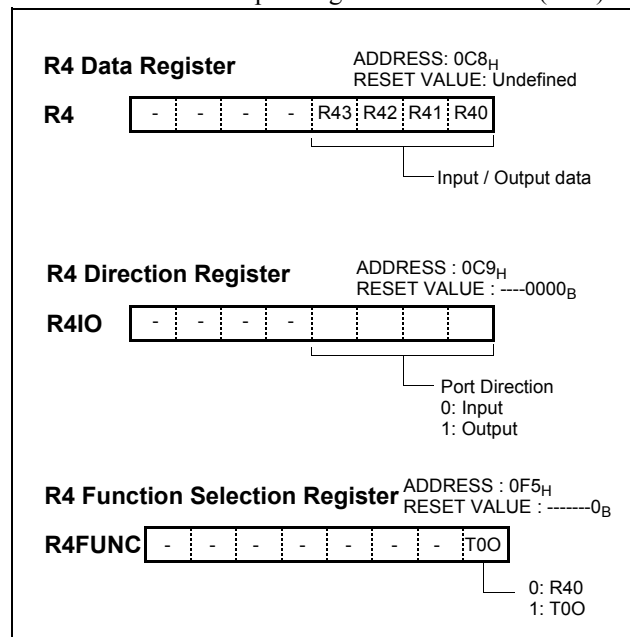 R4 Data Register
ADDRESS: 0C8H
RESET VALUE: Undefined
R4 - - - - R43 R42 R41 R40
Input / Output data
R4 Direction Register
ADDRESS : 0C9H
RESET VALUE : ----0000B
R4IO - - - -
Port Direction
0: Input
1: Output
R4 Function Selection Register
ADDRESS : 0F5H
RESET VALUE : -------0B
R4FUNC - - - - - - - T0O
0: R40
1: T0O